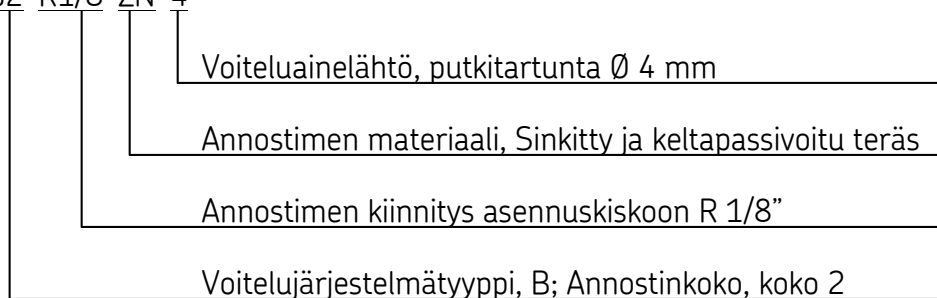 Voiteluainelähtö, putkitartunta Ø 4 mm
Annostimen materiaali, Sinkitty ja keltapassivoitu teräs
Annostimen kiinnitys asennuskiskoon R 1/8”
Voitelujärjestelmätyyppi, B; Annostinkoko, koko 2